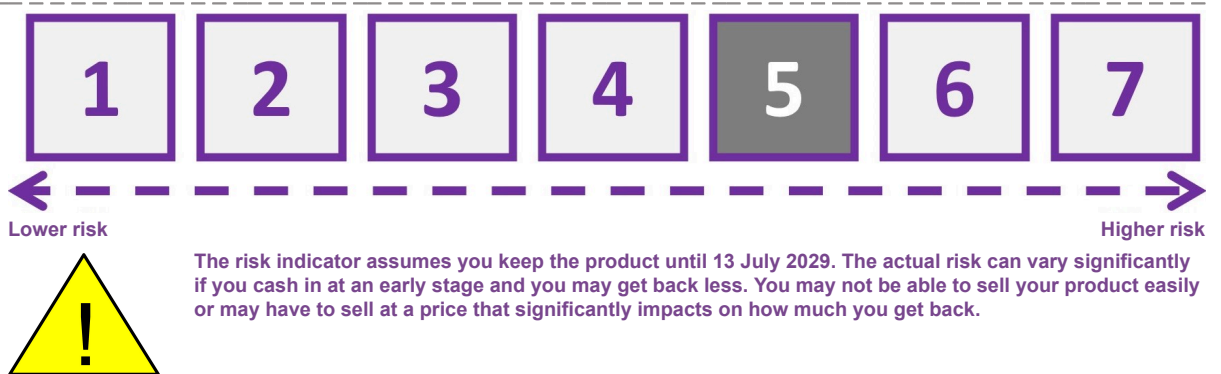 1 2 3 4 5 6 7
Lower risk Higher risk
The risk indicator assumes you keep the product until 13 July 2029. The actual risk can vary significantly
if you cash in at an early stage and you may get back less. You may not be able to sell your product easily
or may have to sell at a price that significantly impacts on how much you get back.
!